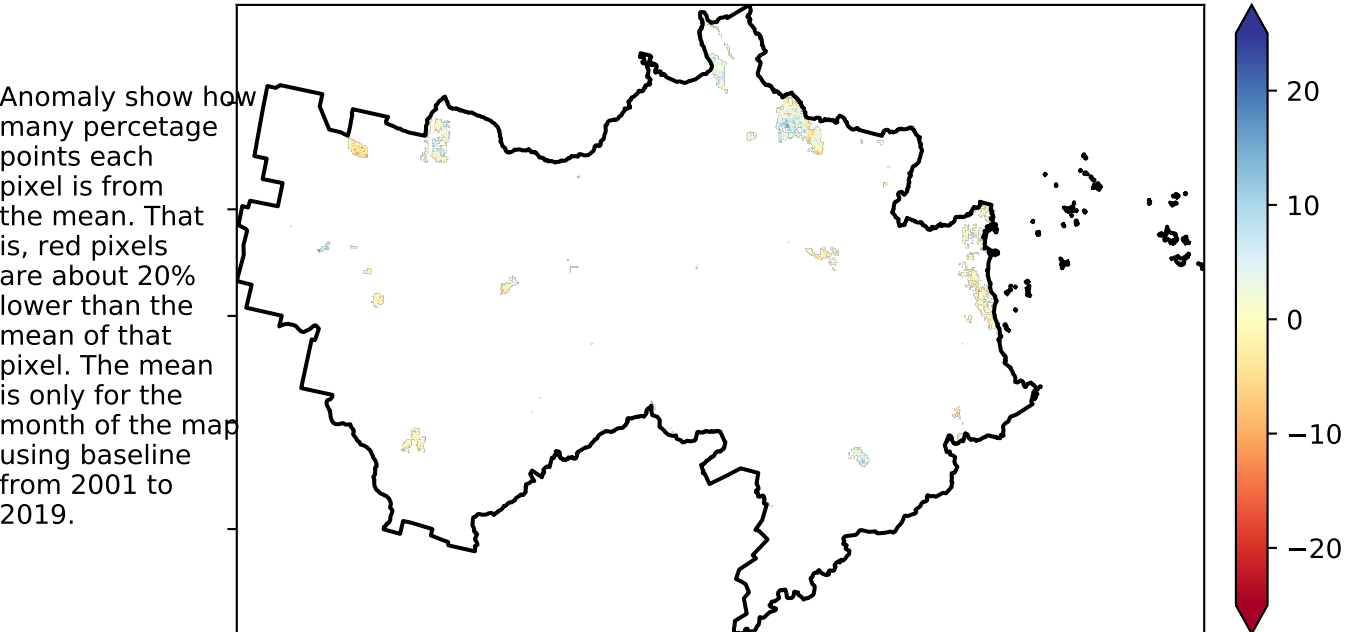 Anomaly show how
many percetage
points each
pixel is from
the mean. That
is, red pixels
are about 20%
lower than the
mean of that
pixel. The mean
is only for the
month of the map
using baseline
from 2001 to
2019.
20
10
0
−10
−20